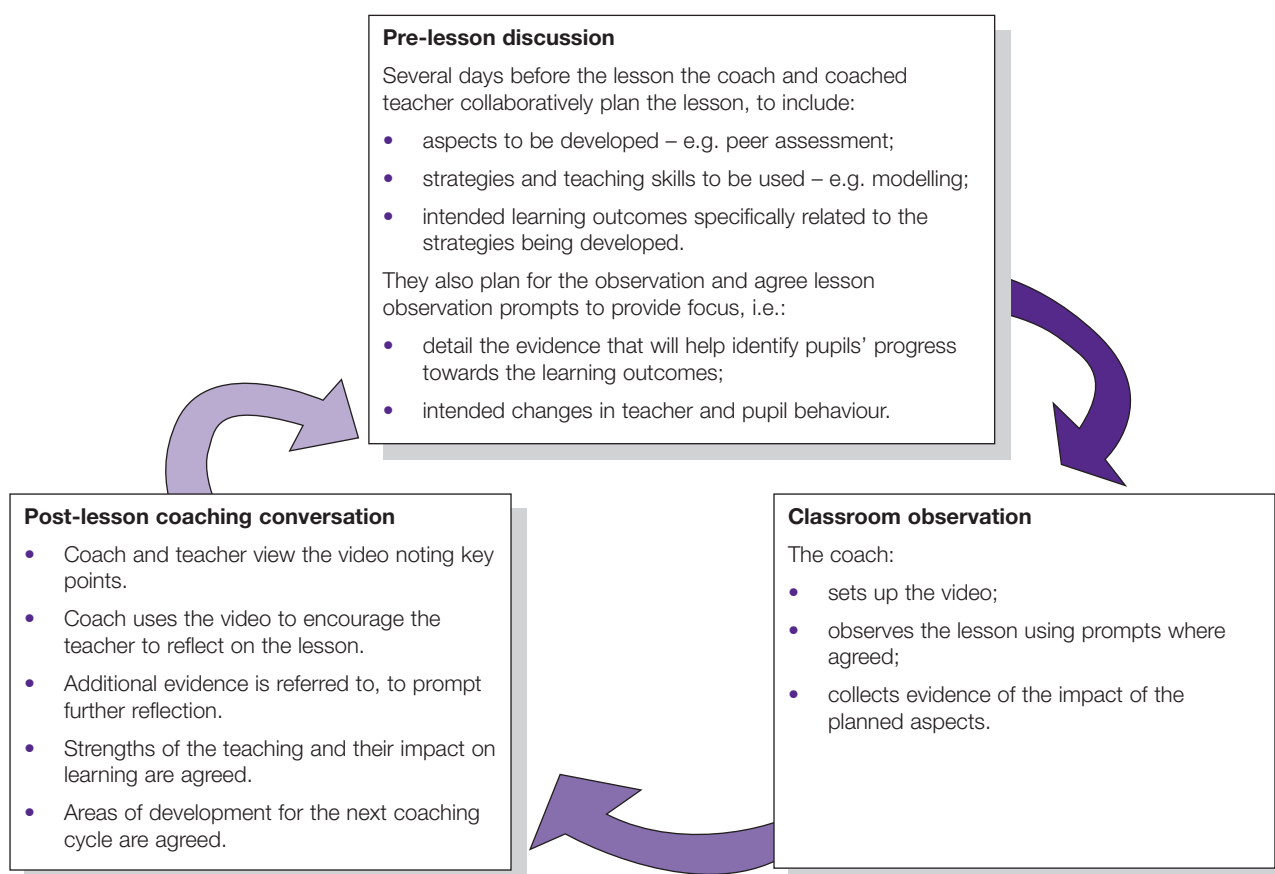 Pre-lesson discussion
Several days before the lesson the coach and coached
teacher collaboratively plan the lesson, to include:
• aspects to be developed – e.g. peer assessment;
• strategies and teaching skills to be used – e.g. modelling;
• intended learning outcomes specifically related to the
strategies being developed.
They also plan for the observation and agree lesson
observation prompts to provide focus, i.e.:
• detail the evidence that will help identify pupils’ progress
towards the learning outcomes;
• intended changes in teacher and pupil behaviour.
Post-lesson coaching conversation
• Coach and teacher view the video noting key
points.
• Coach uses the video to encourage the
teacher to reflect on the lesson.
• Additional evidence is referred to, to prompt
further reflection.
• Strengths of the teaching and their impact on
learning are agreed.
• Areas of development for the next coaching
cycle are agreed.
Classroom observation
The coach:
• sets up the video;
• observes the lesson using prompts where
agreed;
• collects evidence of the impact of the
planned aspects.